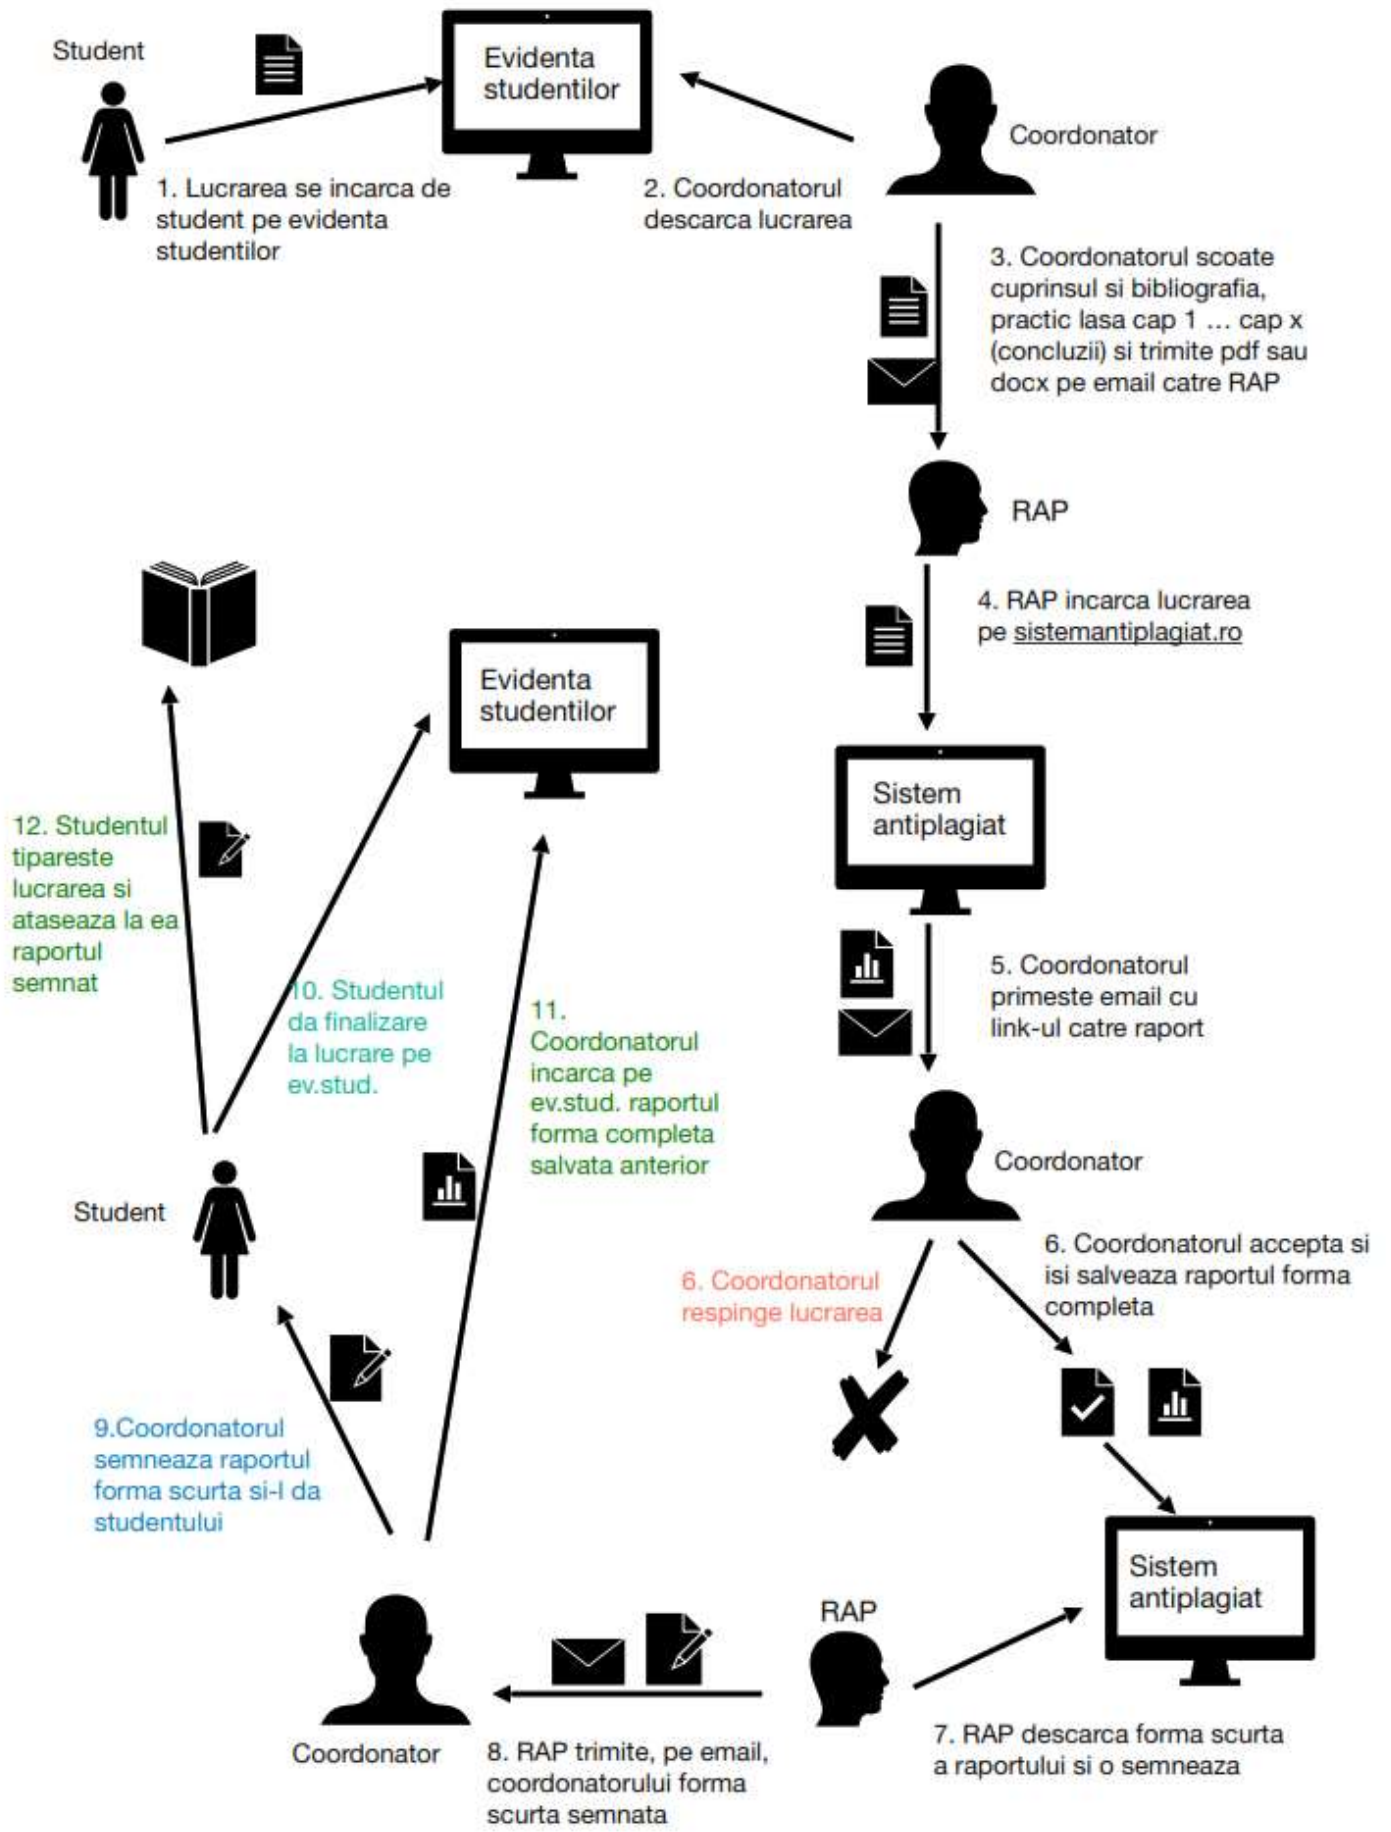 Student
Evidenta
studentilor
Coordonator
1. Lucrarea se incarca de
student pe evidenta
studentilor
2. Coordonatorul
descarca lucrarea
3. Coordonatorul scoate
cuprinsul si bibliografia,
practic lasa cap 1 ... cap x
(concluzii) si trimite pdf sau
docx pe email catre RAP
RAP
4. RAP incarca lucrarea
pe sistemantiplagiat.ro
Sistem
antiplagiat
5. Coordonatorul
primeste email cu
link-ul catre raport
Coordonator
6. Coordonatorul respinge lucrarea
6. Coordonatorul accepta si
isi salveaza raportul forma
completa
Sistem
antiplagiat
RAP
7. RAP descarca forma scurta
a raportului si o semneaza
8. RAP trimite, pe email,
coordonatorului forma
scurta semnata
Coordonator
9.Coordonatorul
semneaza raportul
forma scurta si-l da
studentului
Student
10. Studentul
da finalizare
la lucrare pe
ev.stud.
11.
Coordonatorul
incarca pe
ev.stud. raportul
forma completa
salvata anterior
Evidenta
studentilor
12. Studentul
tipareste
lucrarea si
ataseaza la ea
raportul
semnat